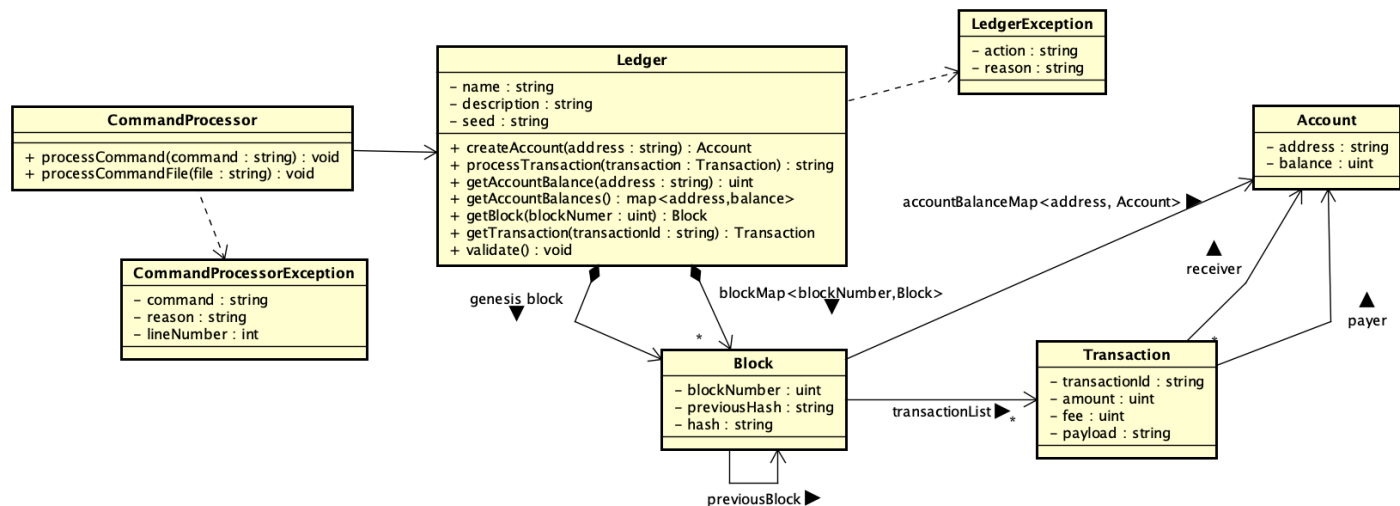 LedgerException
– action : string
– reason : string
Ledger
– name : string
– description : string
– seed : string
+ createAccount(address : string) : Account
+ processTransaction(transaction : Transaction) : string
+ getAccountBalance(address : string) : uint
+ getAccountBalances() : map<address,balance>
+ getBlock(blockNumer : uint) : Block
+ getTransaction(transactionId : string) : Transaction
+ validate() : void
CommandProcessor
+ processCommand(command : string) : void
+ processCommandFile(file : string) : void
Account
– address : string
– balance : uint
accountBalanceMap<address, Account>
CommandProcessorException
– command : string
– reason : string
– lineNumber : int
genesis block
blockMap<blockNumber,Block>
*
receiver
payer
*
Block
– blockNumber : uint
– previousHash : string
– hash : string
transactionList
*
Transaction
– transactionId : string
– amount : uint
– fee : uint
– payload : string
previousBlock